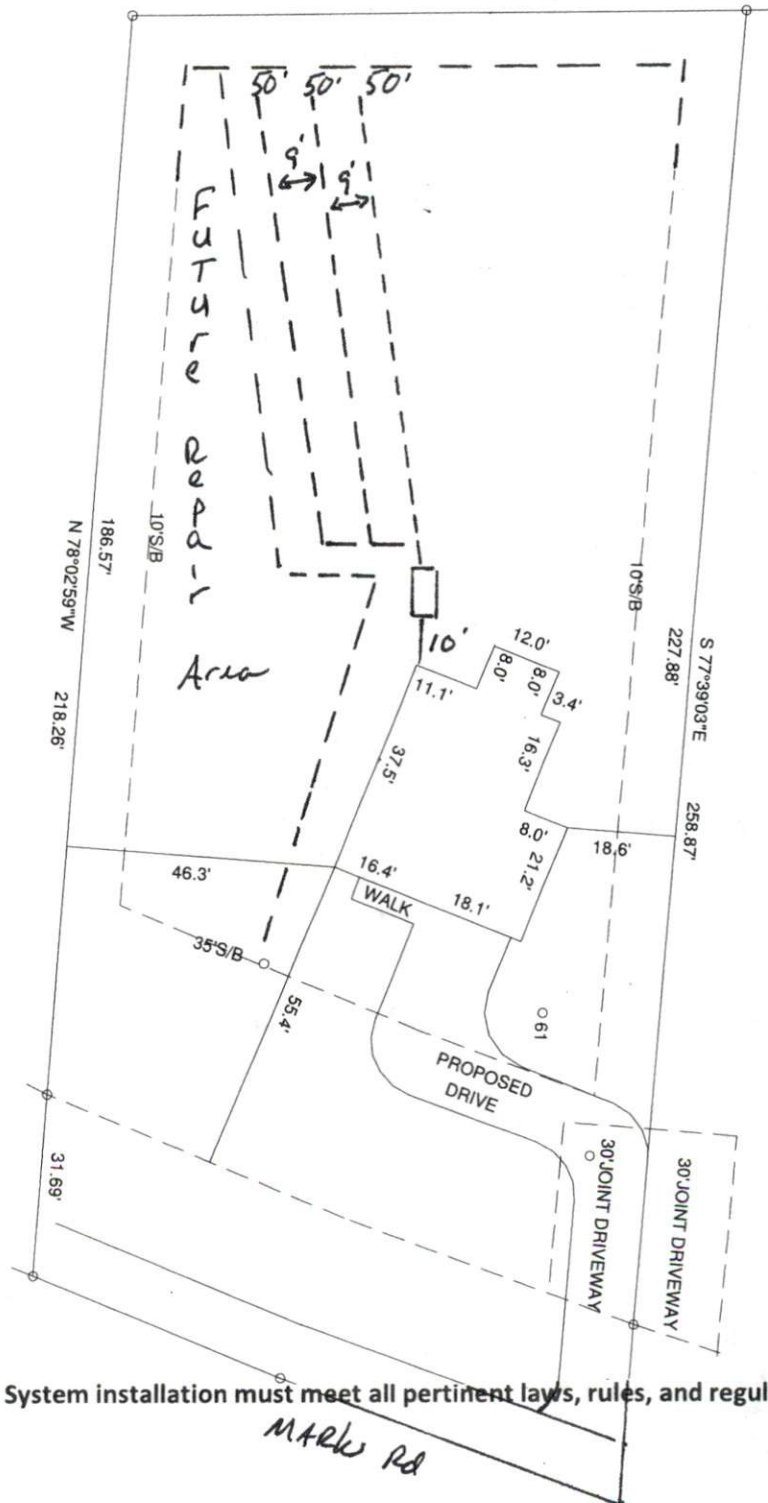 50' 50' 50'
9'
9'
Future Repair Area
10'S/B
186.57'
N 78°02'59"W
218.26'
10'S/B
S 77°39'03"E
227.88'
258.87'
10'
12.0'
8.0'
8.0'
3.4'
11.1'
16.3'
37.5'
8.0'
21.2'
18.6'
46.3'
16.4'
WALK
18.1'
35'S/B
55.4'
61
PROPOSED
DRIVE
30'JOINT DRIVEWAY
30'JOINT DRIVEWAY
31.69'
System installation must meet all pertinent laws, rules, and regul
Rd